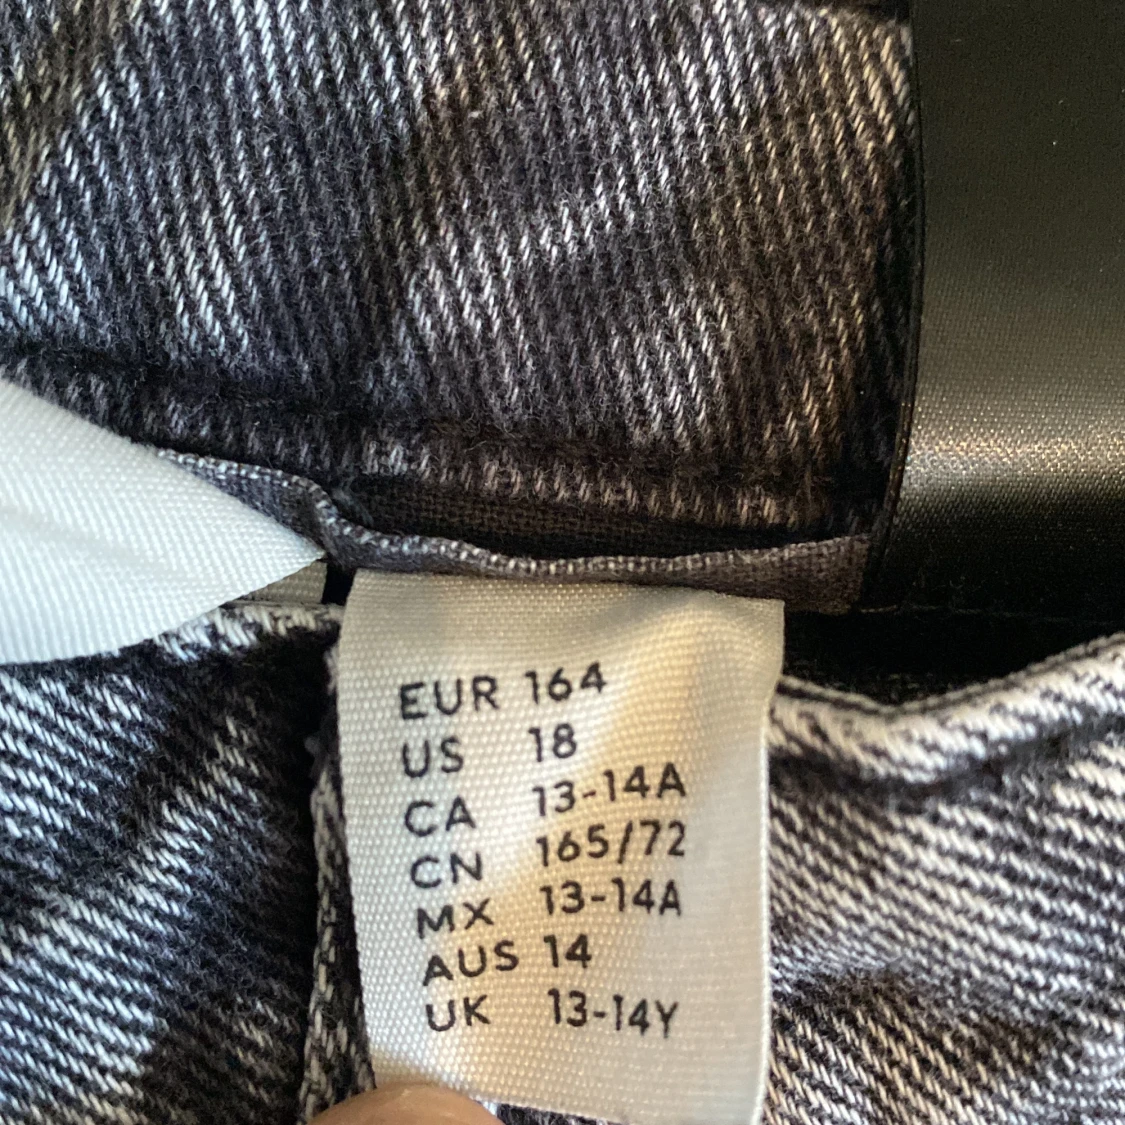 EUR 164
US 18
CA 13-14A
CN 165/72
MX 13-14A
AUS 14
UK 13-14Y